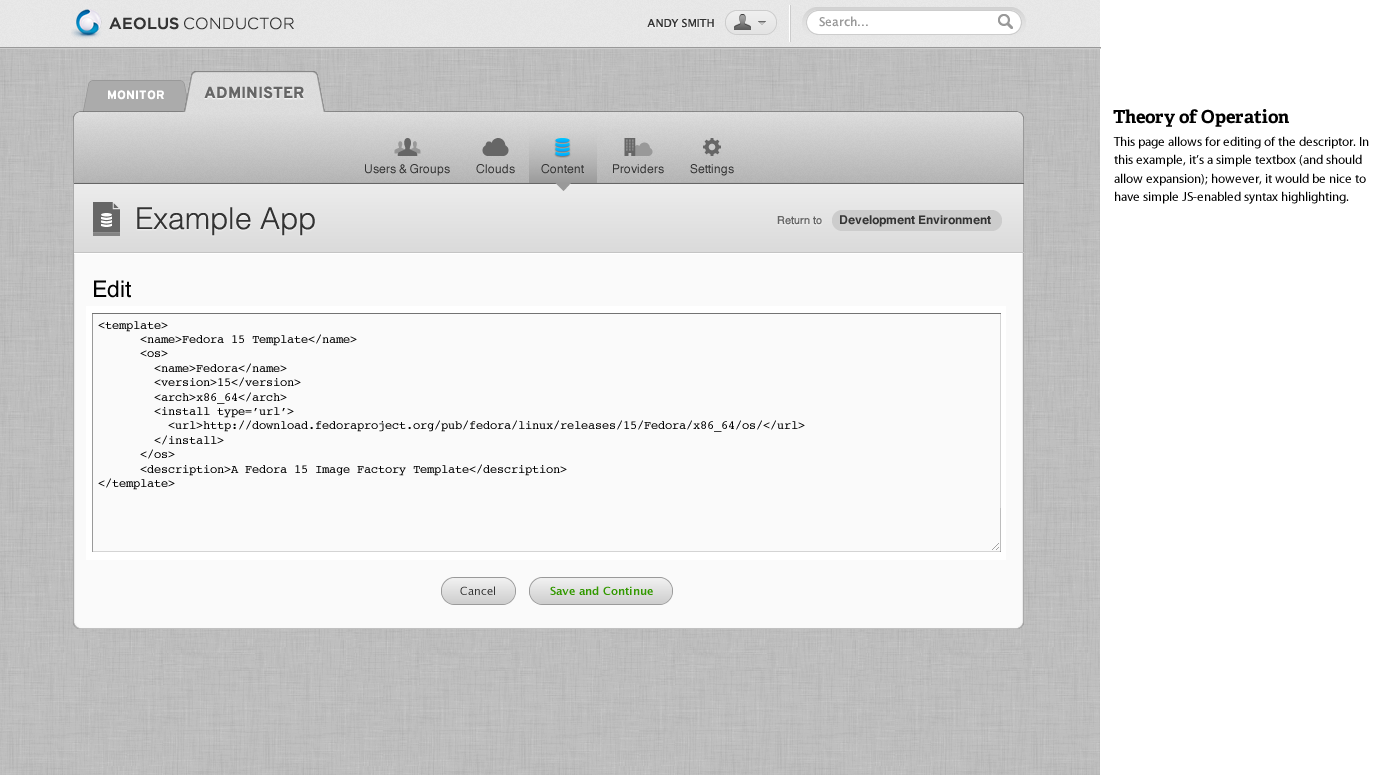 AEOLUS CONDUCTOR
ANDY SMITH
Search...
MONITOR
ADMINISTER
Users & Groups
Clouds
Content
Providers
Settings
Example App
Return to
Development Environment
Edit
<template>
      <name>Fedora 15 Template</name>
      <os>
        <name>Fedora</name>
        <version>15</version>
        <arch>x86_64</arch>
        <install type=’url’>
          <url>http://download.fedoraproject.org/pub/fedora/linux/releases/15/Fedora/x86_64/os/</url>
        </install>
      </os>
      <description>A Fedora 15 Image Factory Template</description>
</template>
Cancel
Save and Continue
Theory of Operation
This page allows for editing of the descriptor. In
this example, it’s a simple textbox (and should
allow expansion); however, it would be nice to
have simple JS-enabled syntax highlighting.